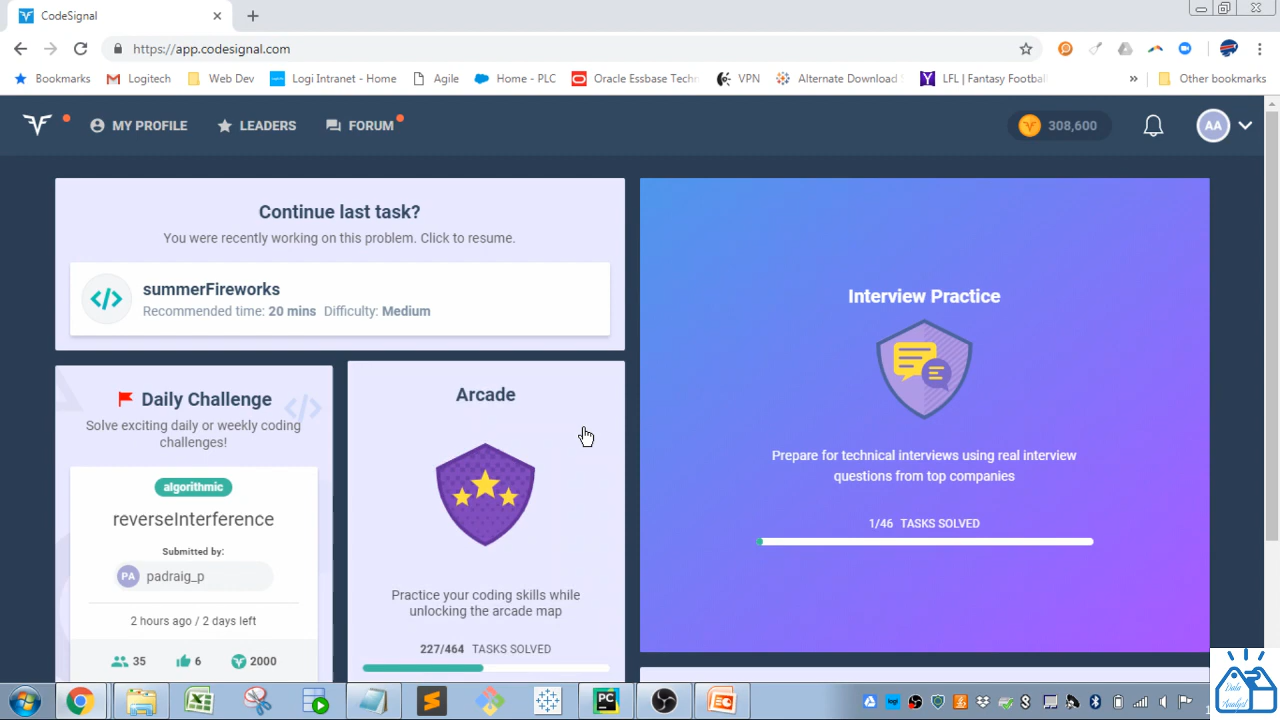 CodeSignal
https://app.codesignal.com
Bookmarks
Logitech
Web Dev
Logi Intranet - Home
Agile
Home - PLC
Oracle Essbase Techn
VPN
Alternate Download
LFL | Fantasy Football
»
Other bookmarks
MY PROFILE
LEADERS
FORUM
308,600
AA
Continue last task?
You were recently working on this problem. Click to resume.
</>
summerFireworks
Recommended time: 20 mins Difficulty: Medium
Daily Challenge
Solve exciting daily or weekly coding
challenges!
algorithmic
reverseInterference
Submitted by:
PA padraig_p
2 hours ago / 2 days left
35
6
2000
Arcade
Practice your coding skills while
unlocking the arcade map
227/464 TASKS SOLVED
Interview Practice
Prepare for technical interviews using real interview
questions from top companies
1/46 TASKS SOLVED
PC
logi
Data
Analyst